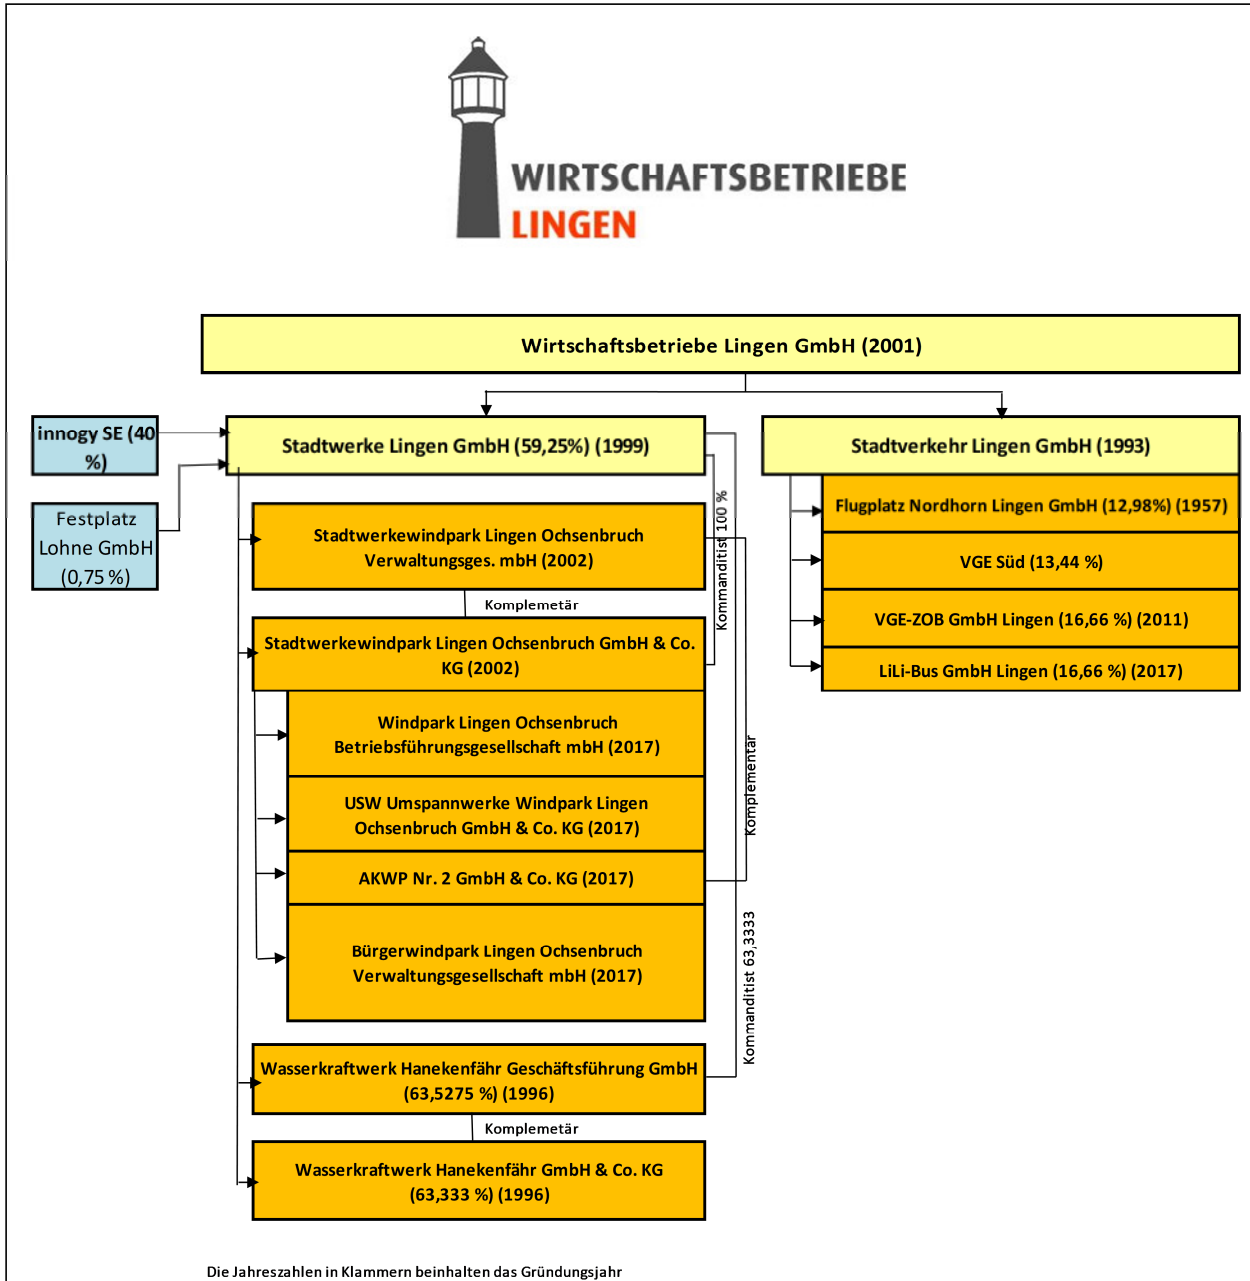 WIRTSCHAFTSBETRIEBE
LINGEN
Wirtschaftsbetriebe Lingen GmbH (2001)
innogy SE (40
%)
Festplatz
Lohne GmbH
(0,75 %)
Stadtwerke Lingen GmbH (59,25%) (1999)
Stadtwerkewindpark Lingen Ochsenbruch
Verwaltungsges. mbH (2002)
Komplemetär
Stadtwerkewindpark Lingen Ochsenbruch GmbH & Co.
KG (2002)
Windpark Lingen Ochsenbruch
Betriebsführungsgesellschaft mbH (2017)
USW Umspannwerke Windpark Lingen
Ochsenbruch GmbH & Co. KG (2017)
AKWP Nr. 2 GmbH & Co. KG (2017)
Bürgerwindpark Lingen Ochsenbruch
Verwaltungsgesellschaft mbH (2017)
Wasserkraftwerk Hanekenfähr Geschäftsführung GmbH
(63,5275 %) (1996)
Komplemetär
Wasserkraftwerk Hanekenfähr GmbH & Co. KG
(63,333 %) (1996)
Kommanditist 100 %
Komplementär
Kommanditist 63,3333
Stadtverkehr Lingen GmbH (1993)
Flugplatz Nordhorn Lingen GmbH (12,98%) (1957)
VGE Süd (13,44 %)
VGE-ZOB GmbH Lingen (16,66 %) (2011)
LiLi-Bus GmbH Lingen (16,66 %) (2017)
Die Jahreszahlen in Klammern beinhalten das Gründungsjahr